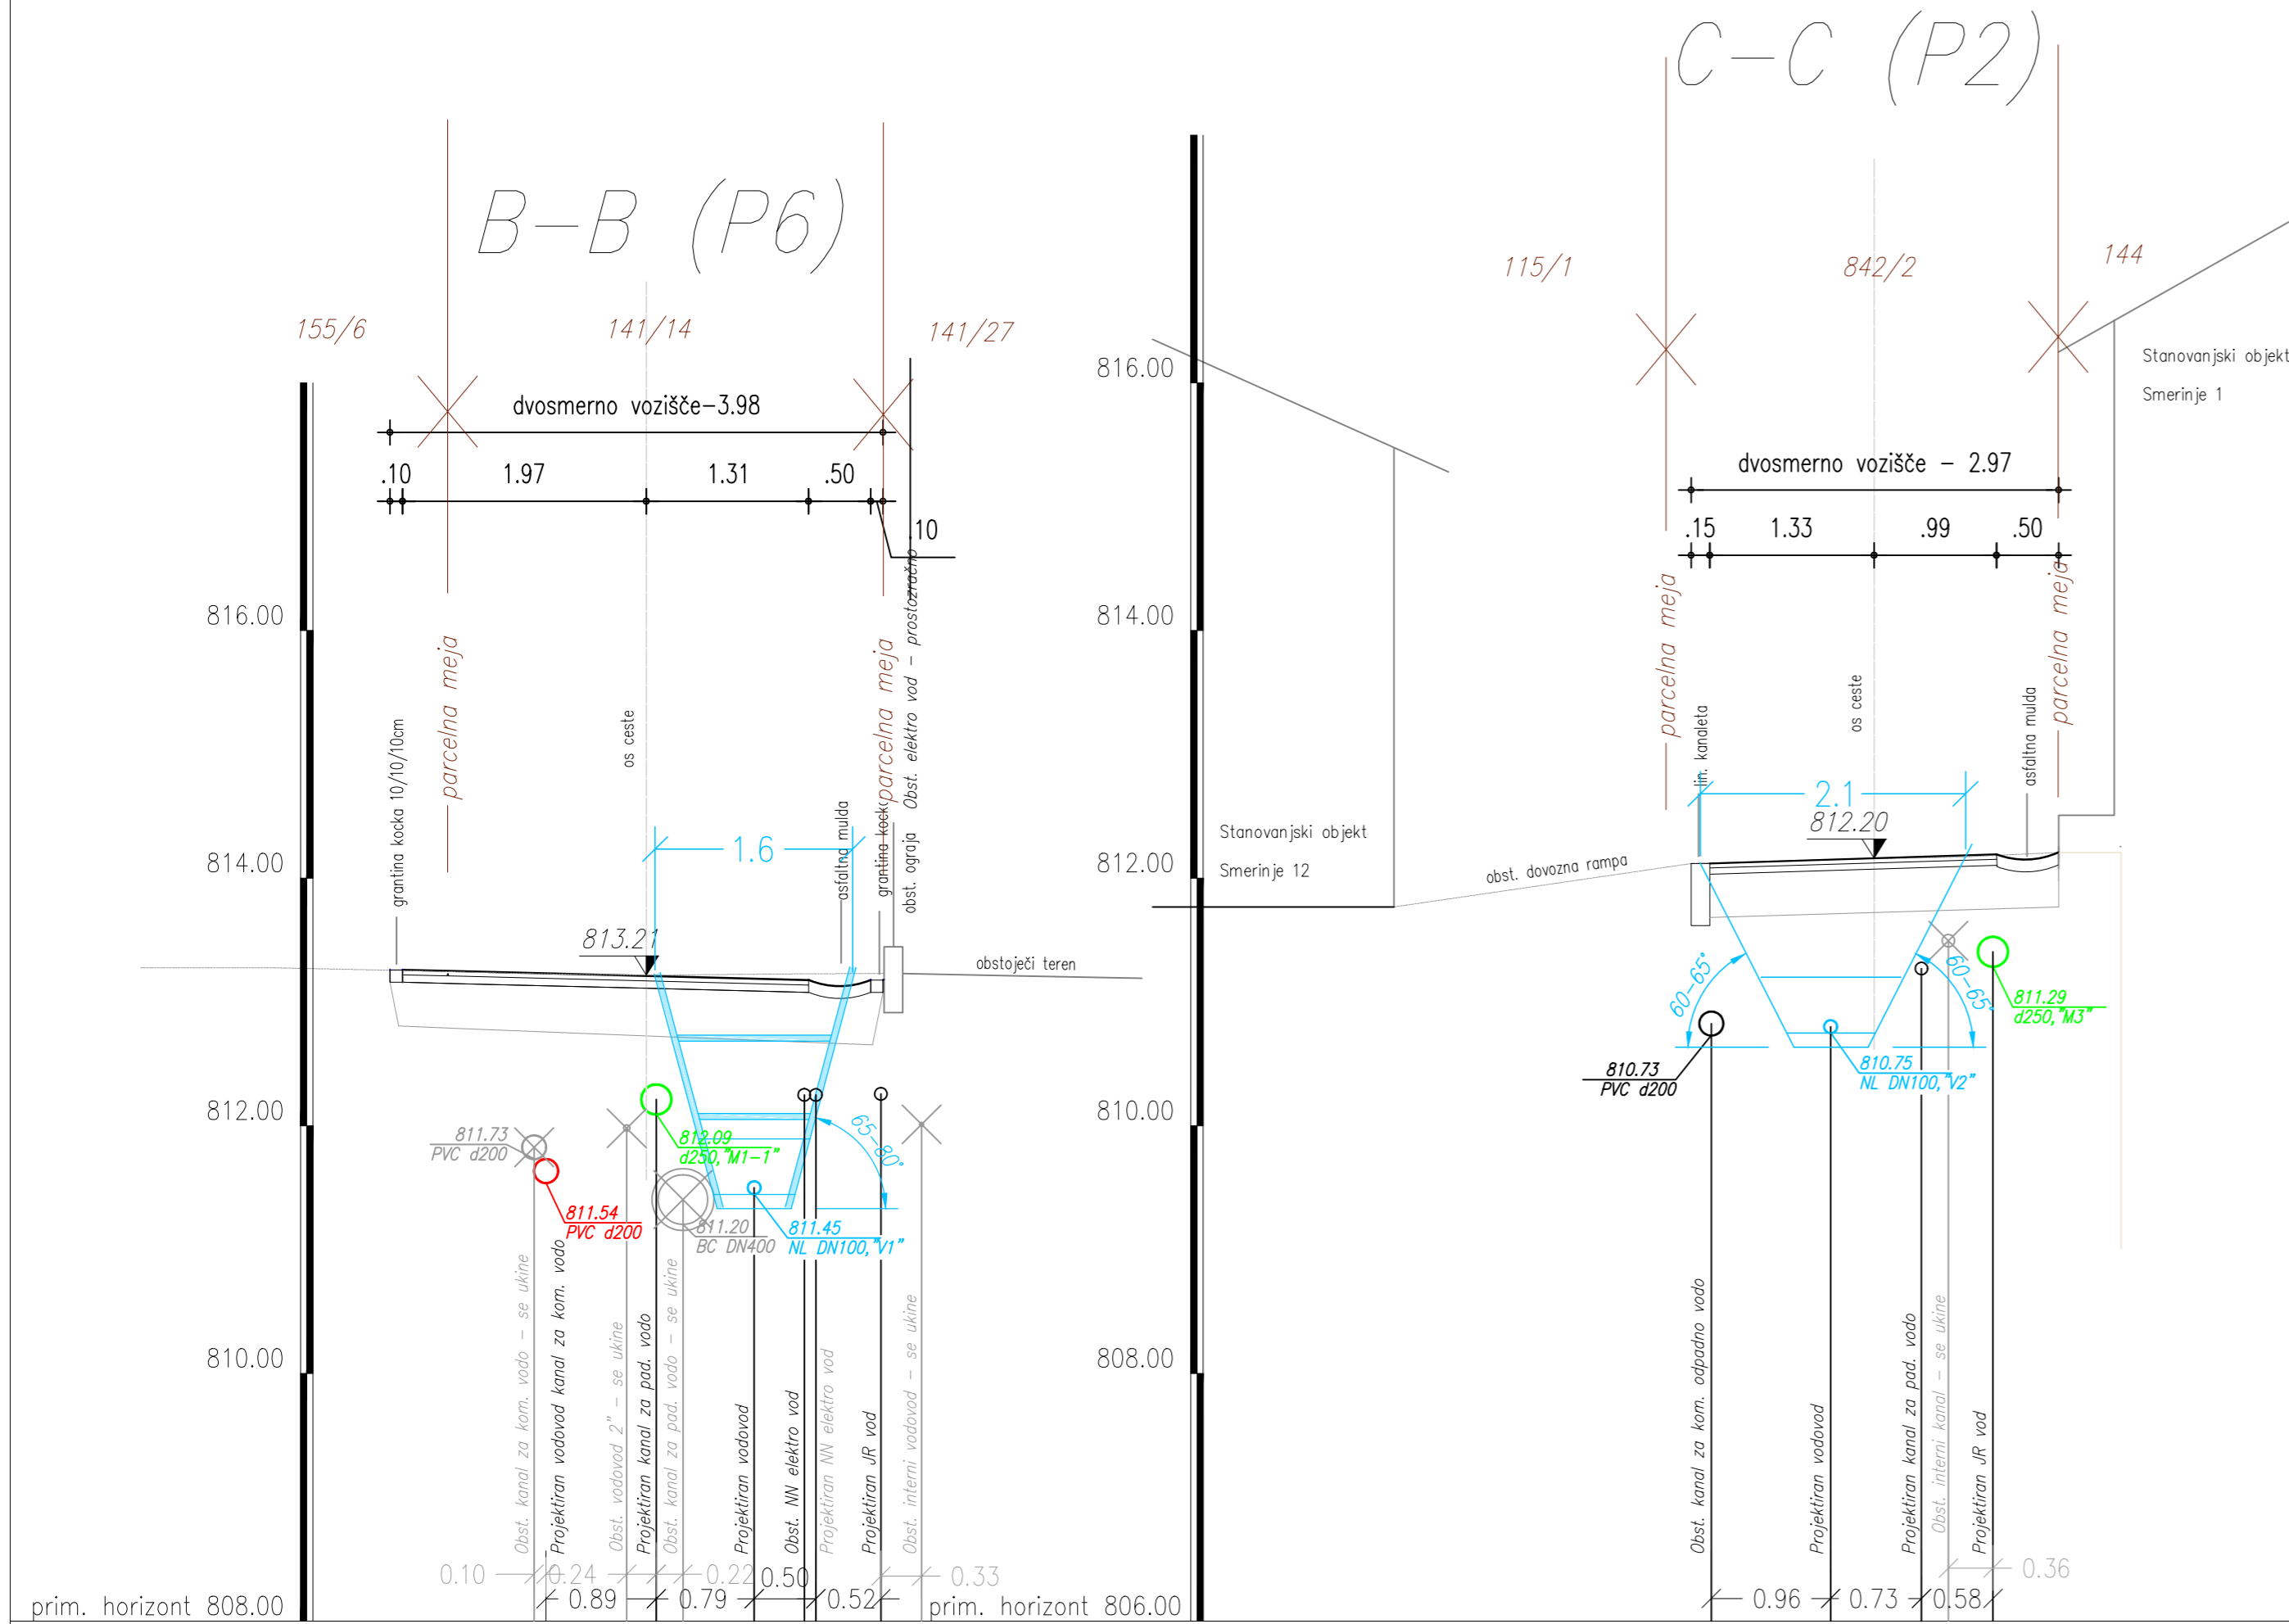 B-B (P6)
155/6
141/14
141/27
dvosmerno vozišče-3.98
.10
1.97
1.31
.50
.10
816.00
814.00
812.00
810.00
prim. horizont 808.00
grantina kocka 10/10/10cm
parcelna meja
os ceste
asfaltna mulda
grantina kocka
parcelna meja
obst. ograja
Obst. elektro vod - prostozračno
1.6
813.21
obstoječi teren
811.73
PVC d200
811.54
PVC d200
812.09
d250,"M1-1"
811.20
BC DN400
811.45
NL DN100,"V1"
65-80°
Obst. kanal za kom. vodo - se ukine
Projektiran vodovod kanal za kom. vodo
Obst. vodovod 2" - se ukine
Projektiran kanal za pad. vodo
Obst. kanal za pad. vodo - se ukine
Projektiran vodovod
Obst. NN elektro vod
Projektiran NN elektro vod
Projektiran JR vod
Obst. interni vodovod - se ukine
0.10
0.24
0.22
0.33
0.89
0.79
0.50
0.52
C-C (P2)
115/1
842/2
144
Stanovanjski objekt
Smerinje 1
dvosmerno vozišče - 2.97
.15
1.33
.99
.50
816.00
814.00
812.00
810.00
808.00
prim. horizont 806.00
parcelna meja
lin. kanaleta
os ceste
asfaltna mulda
parcelna meja
2.1
812.20
Stanovanjski objekt
Smerinje 12
obst. dovozna rampa
60-65°
60-65°
810.73
PVC d200
810.75
NL DN100,"V2"
811.29
d250,"M3"
Obst. kanal za kom. odpadno vodo
Projektiran vodovod
Projektiran kanal za pad. vodo
Obst. interni kanal - se ukine
Projektiran JR vod
0.36
0.96
0.73
0.58